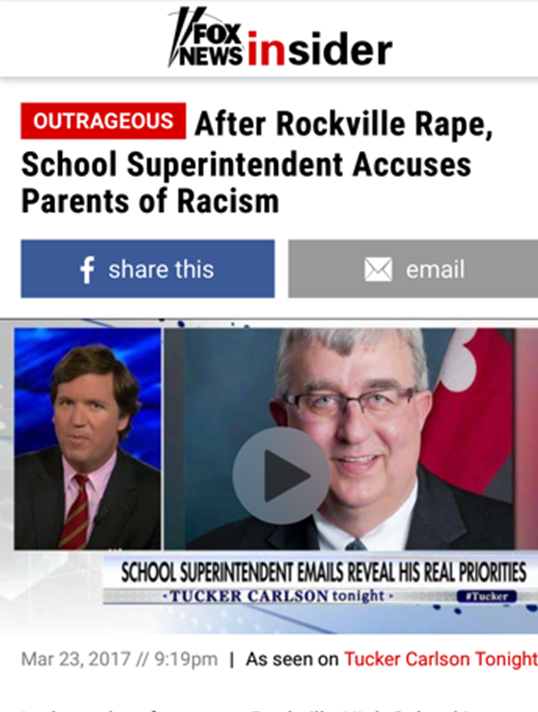 FOX
NEWS insider
OUTRAGEOUS After Rockville Rape,
School Superintendent Accuses
Parents of Racism
f share this
email
SCHOOL SUPERINTENDENT EMAILS REVEAL HIS REAL PRIORITIES
TUCKER CARLSON tonight
#Tucker
Mar 23, 2017 // 9:19pm | As seen on Tucker Carlson Tonight